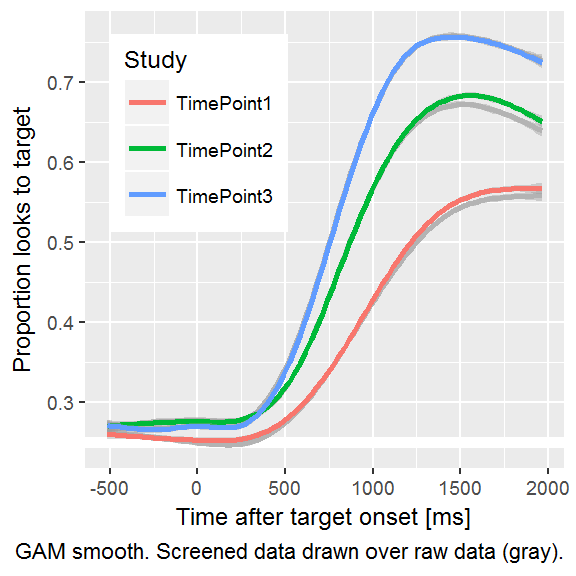 Study
TimePoint1
TimePoint2
TimePoint3
Proportion looks to target
0.7
0.6
0.5
0.4
0.3
-500 0 500 1000 1500 2000
Time after target onset [ms]
GAM smooth. Screened data drawn over raw data (gray).